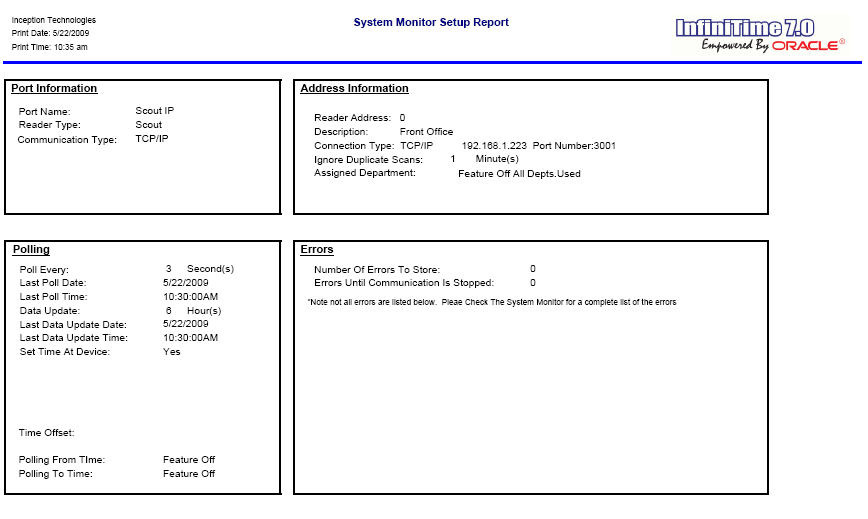 Inception Technologies
Print Date: 5/22/2009
Print Time: 10:35 am
System Monitor Setup Report
InfiniTime 7.0
Empowered By ORACLE®
Port Information
Port Name: Scout IP
Reader Type: Scout
Communication Type: TCP/IP
Address Information
Reader Address: 0
Description: Front Office
Connection Type: TCP/IP 192.168.1.223 Port Number:3001
Ignore Duplicate Scans: 1 Minute(s)
Assigned Department: Feature Off All Depts.Used
Polling
Poll Every: 3 Second(s)
Last Poll Date: 5/22/2009
Last Poll Time: 10:30:00AM
Data Update: 6 Hour(s)
Last Data Update Date: 5/22/2009
Last Data Update Time: 10:30:00AM
Set Time At Device: Yes
Time Offset:
Polling From TIme: Feature Off
Polling To Time: Feature Off
Errors
Number Of Errors To Store: 0
Errors Until Communication Is Stopped: 0
*Note not all errors are listed below. Pleae Check The System Monitor for a complete list of the errors